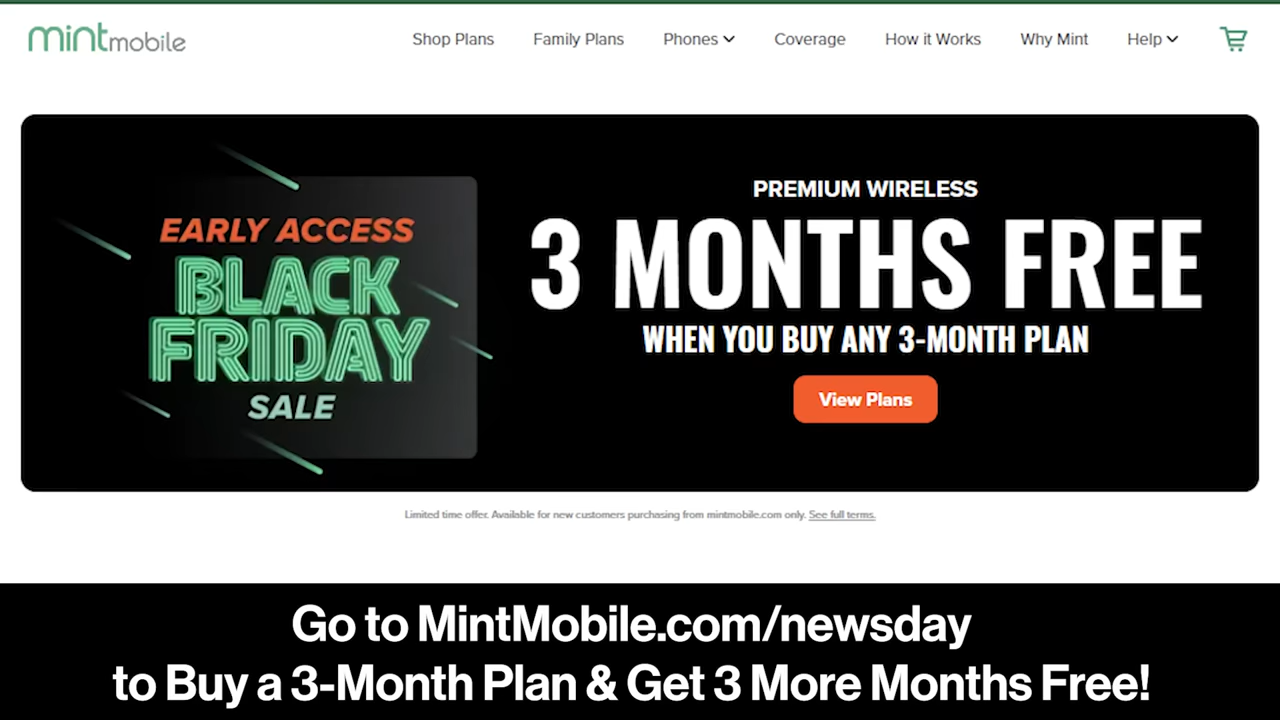 mintmobile
Shop Plans Family Plans Phones Coverage How it Works Why Mint Help
EARLY ACCESS
BLACK
FRIDAY
SALE
PREMIUM WIRELESS
3 MONTHS FREE
WHEN YOU BUY ANY 3-MONTH PLAN
View Plans
Limited time offer. Available for new customers purchasing from mintmobile.com only. See full terms.
Go to MintMobile.com/newsday
to Buy a 3-Month Plan & Get 3 More Months Free!